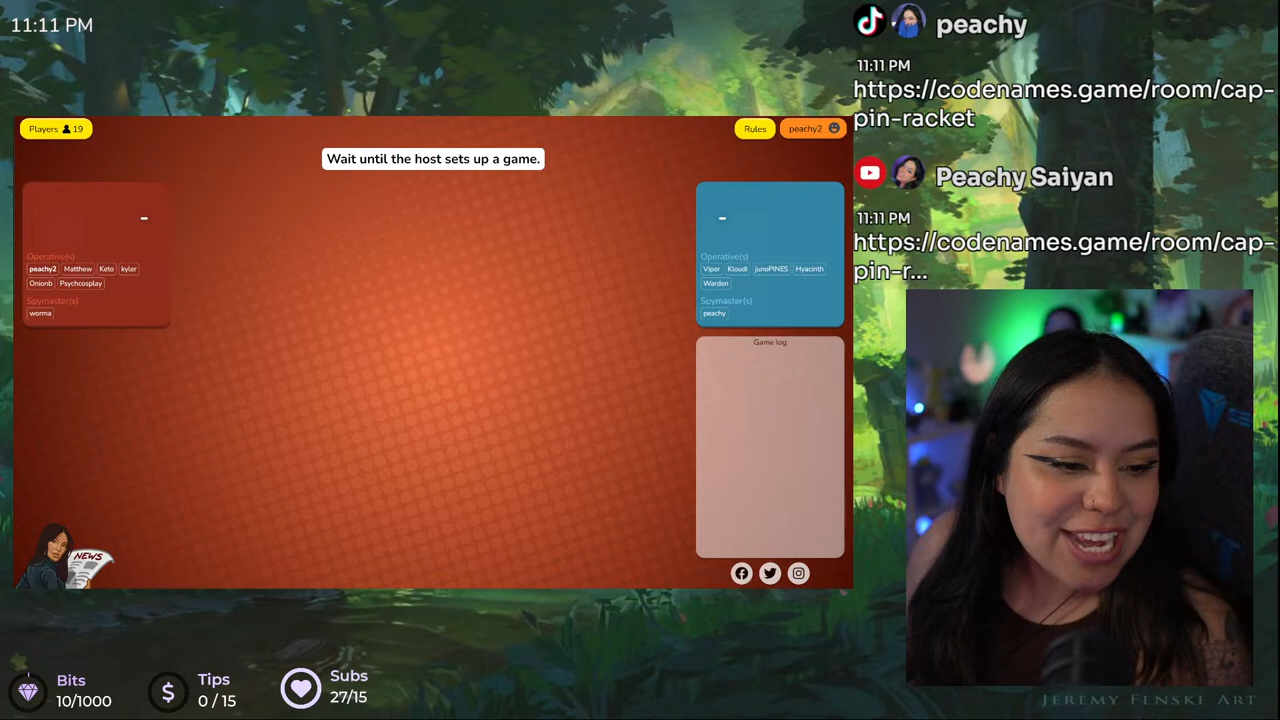 11:11 PM
Players 19
Rules
peachy2
Wait until the host sets up a game.
-
Operative(s)
peachy2 Matthew Keto kyler
Onionb Psychcosplay
Spymaster(s)
worma
-
Operative(s)
Viper Kloudi junoPINES Hyacinth
Warden
Spymaster(s)
peachy
Game log
NEWS
peachy
11:11 PM
https://codenames.game/room/cap-
pin-racket
Peachy Saiyan
11:11 PM
https://codenames.game/room/cap-
pin-r...
Bits
10/1000
$
Tips
0 / 15
Subs
27/15
JEREMY FENSKE ART